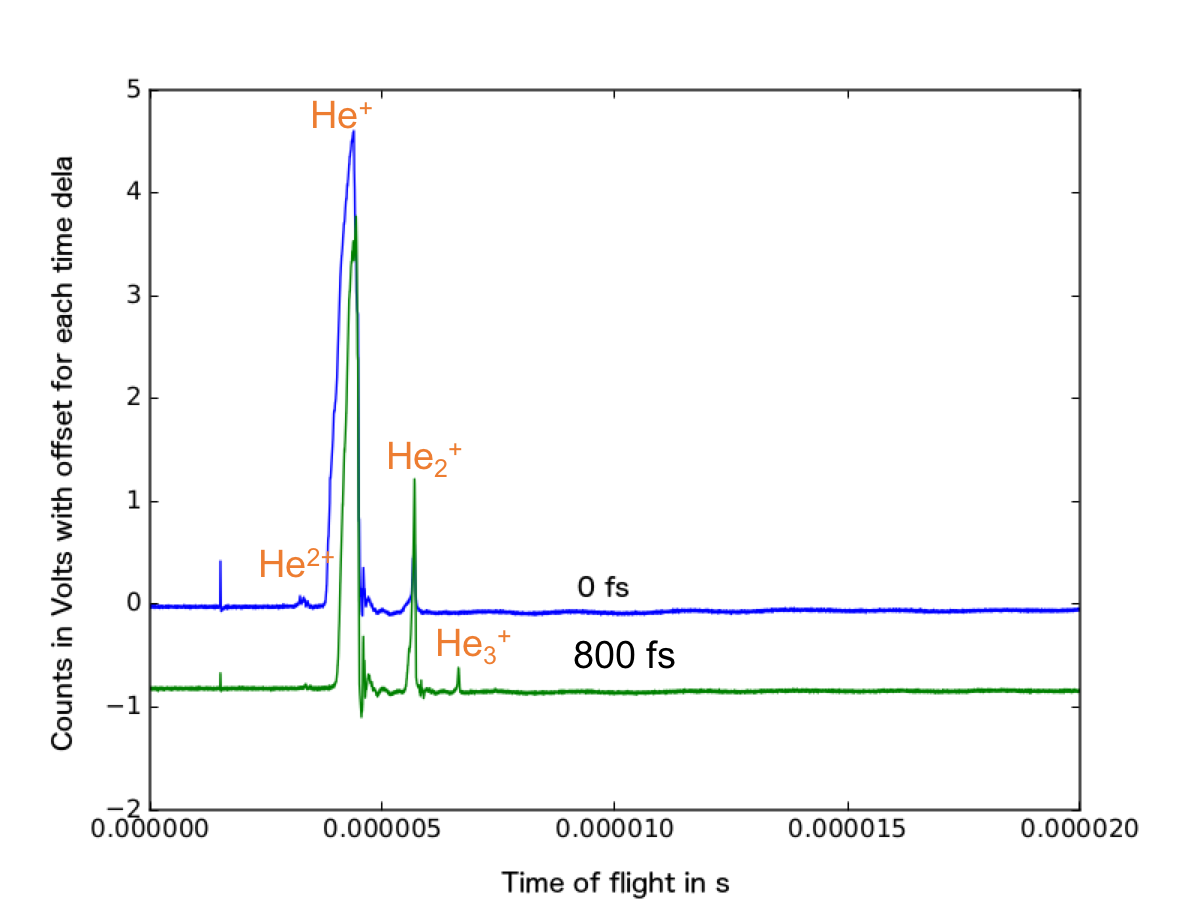 5
He⁺
4
3
2
He₂⁺
1
He²⁺
0 fs
0
He₃⁺
800 fs
−1
−2
0.000000 0.000005 0.000010 0.000015 0.000020
Time of flight in s
Counts in Volts with offset for each time dela